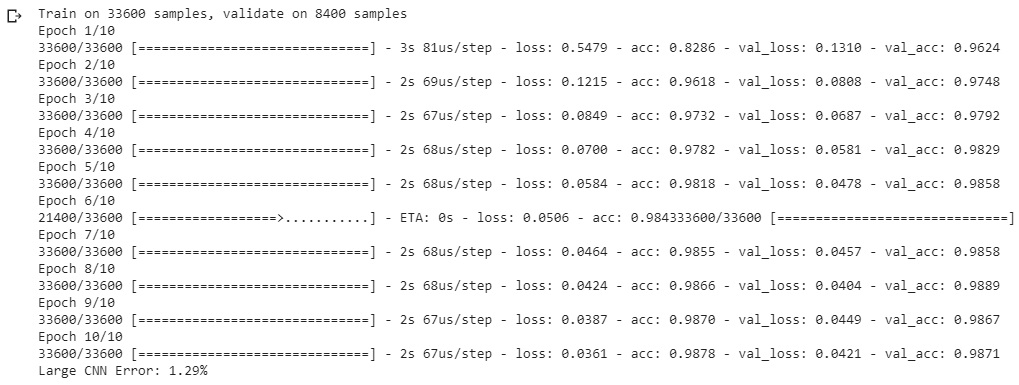 Train on 33600 samples, validate on 8400 samples
Epoch 1/10
33600/33600 [==============================] - 3s 81us/step - loss: 0.5479 - acc: 0.8286 - val_loss: 0.1310 - val_acc: 0.9624
Epoch 2/10
33600/33600 [==============================] - 2s 69us/step - loss: 0.1215 - acc: 0.9618 - val_loss: 0.0808 - val_acc: 0.9748
Epoch 3/10
33600/33600 [==============================] - 2s 67us/step - loss: 0.0849 - acc: 0.9732 - val_loss: 0.0687 - val_acc: 0.9792
Epoch 4/10
33600/33600 [==============================] - 2s 68us/step - loss: 0.0700 - acc: 0.9782 - val_loss: 0.0581 - val_acc: 0.9829
Epoch 5/10
33600/33600 [==============================] - 2s 68us/step - loss: 0.0584 - acc: 0.9818 - val_loss: 0.0478 - val_acc: 0.9858
Epoch 6/10
21400/33600 [==================>...........] - ETA: 0s - loss: 0.0506 - acc: 0.984333600/33600 [==============================]
Epoch 7/10
33600/33600 [==============================] - 2s 68us/step - loss: 0.0464 - acc: 0.9855 - val_loss: 0.0457 - val_acc: 0.9858
Epoch 8/10
33600/33600 [==============================] - 2s 68us/step - loss: 0.0424 - acc: 0.9866 - val_loss: 0.0404 - val_acc: 0.9889
Epoch 9/10
33600/33600 [==============================] - 2s 67us/step - loss: 0.0387 - acc: 0.9870 - val_loss: 0.0449 - val_acc: 0.9867
Epoch 10/10
33600/33600 [==============================] - 2s 67us/step - loss: 0.0361 - acc: 0.9878 - val_loss: 0.0421 - val_acc: 0.9871
Large CNN Error: 1.29%